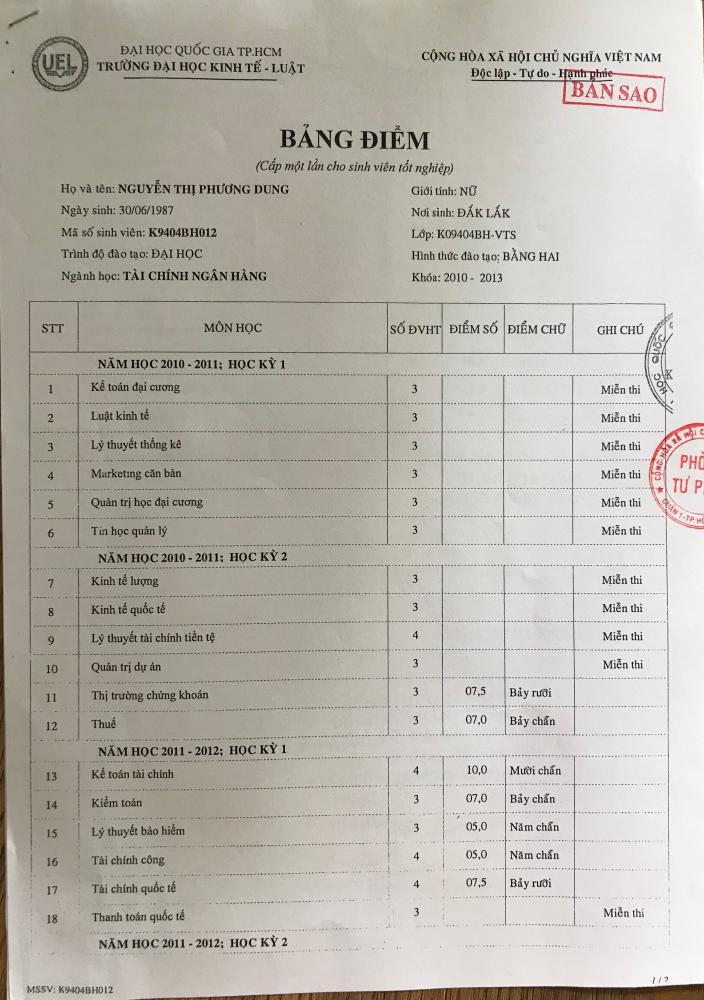 UEL
ĐẠI HỌC QUỐC GIA TP.HCM
TRƯỜNG ĐẠI HỌC KINH TẾ - LUẬT
CỘNG HÒA XÃ HỘI CHỦ NGHĨA VIỆT NAM
Độc lập - Tự do - Hạnh phúc
BẢN SAO
BẢNG ĐIỂM
(Cấp một lần cho sinh viên tốt nghiệp)
Họ và tên: NGUYỄN THỊ PHƯƠNG DUNG
Giới tính: NỮ
Ngày sinh: 30/06/1987
Nơi sinh: ĐẮK LẮK
Mã số sinh viên: K9404BH012
Lớp: K09404BH-VTS
Trình độ đào tạo: ĐẠI HỌC
Hình thức đào tạo: BẰNG HAI
Ngành học: TÀI CHÍNH NGÂN HÀNG
Khóa: 2010 - 2013
STT MÔN HỌC SỐ ĐVHT ĐIỂM SỐ ĐIỂM CHỮ GHI CHÚ
NĂM HỌC 2010 - 2011; HỌC KỲ 1
1 Kế toán đại cương 3 Miễn thi
2 Luật kinh tế 3 Miễn thi
3 Lý thuyết thống kê 3 Miễn thi
4 Marketing căn bản 3 Miễn thi
5 Quản trị học đại cương 3 Miễn thi
6 Tin học quản lý 3 Miễn thi
NĂM HỌC 2010 - 2011; HỌC KỲ 2
7 Kinh tế lượng 3 Miễn thi
8 Kinh tế quốc tế 3 Miễn thi
9 Lý thuyết tài chính tiền tệ 4 Miễn thi
10 Quản trị dự án 3 Miễn thi
11 Thị trường chứng khoán 3 07,5 Bảy rưỡi
12 Thuế 3 07,0 Bảy chẵn
NĂM HỌC 2011 - 2012; HỌC KỲ 1
13 Kế toán tài chính 4 10,0 Mười chẵn
14 Kiểm toán 3 07,0 Bảy chẵn
15 Lý thuyết bảo hiểm 3 05,0 Năm chẵn
16 Tài chính công 4 05,0 Năm chẵn
17 Tài chính quốc tế 4 07,5 Bảy rưỡi
18 Thanh toán quốc tế 3 Miễn thi
NĂM HỌC 2011 - 2012; HỌC KỲ 2
HỌC QUỐC
CỘNG HÒA XÃ HỘI C
PHÒ
TƯ P
QUẬN 1-TP.HỒ
MSSV: K9404BH012
1/2